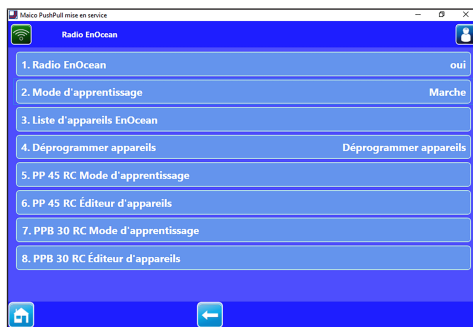 Maico PushPull mise en service
Radio EnOcean
1. Radio EnOcean oui
2. Mode d'apprentissage Marche
3. Liste d'appareils EnOcean
4. Déprogrammer appareils Déprogrammer appareils
5. PP 45 RC Mode d'apprentissage
6. PP 45 RC Éditeur d'appareils
7. PPB 30 RC Mode d'apprentissage
8. PPB 30 RC Éditeur d'appareils